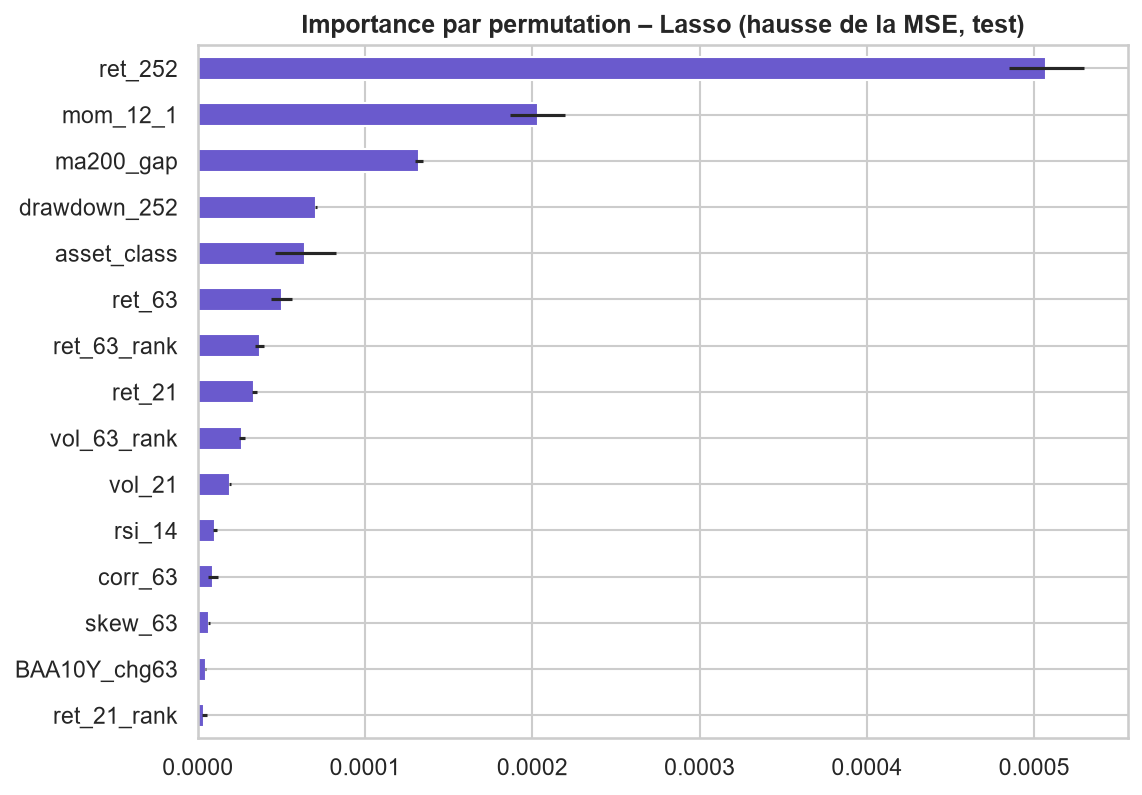 Importance par permutation – Lasso (hausse de la MSE, test)
ret_252
mom_12_1
ma200_gap
drawdown_252
asset_class
ret_63
ret_63_rank
ret_21
vol_63_rank
vol_21
rsi_14
corr_63
skew_63
BAA10Y_chg63
ret_21_rank
0.0000 0.0001 0.0002 0.0003 0.0004 0.0005